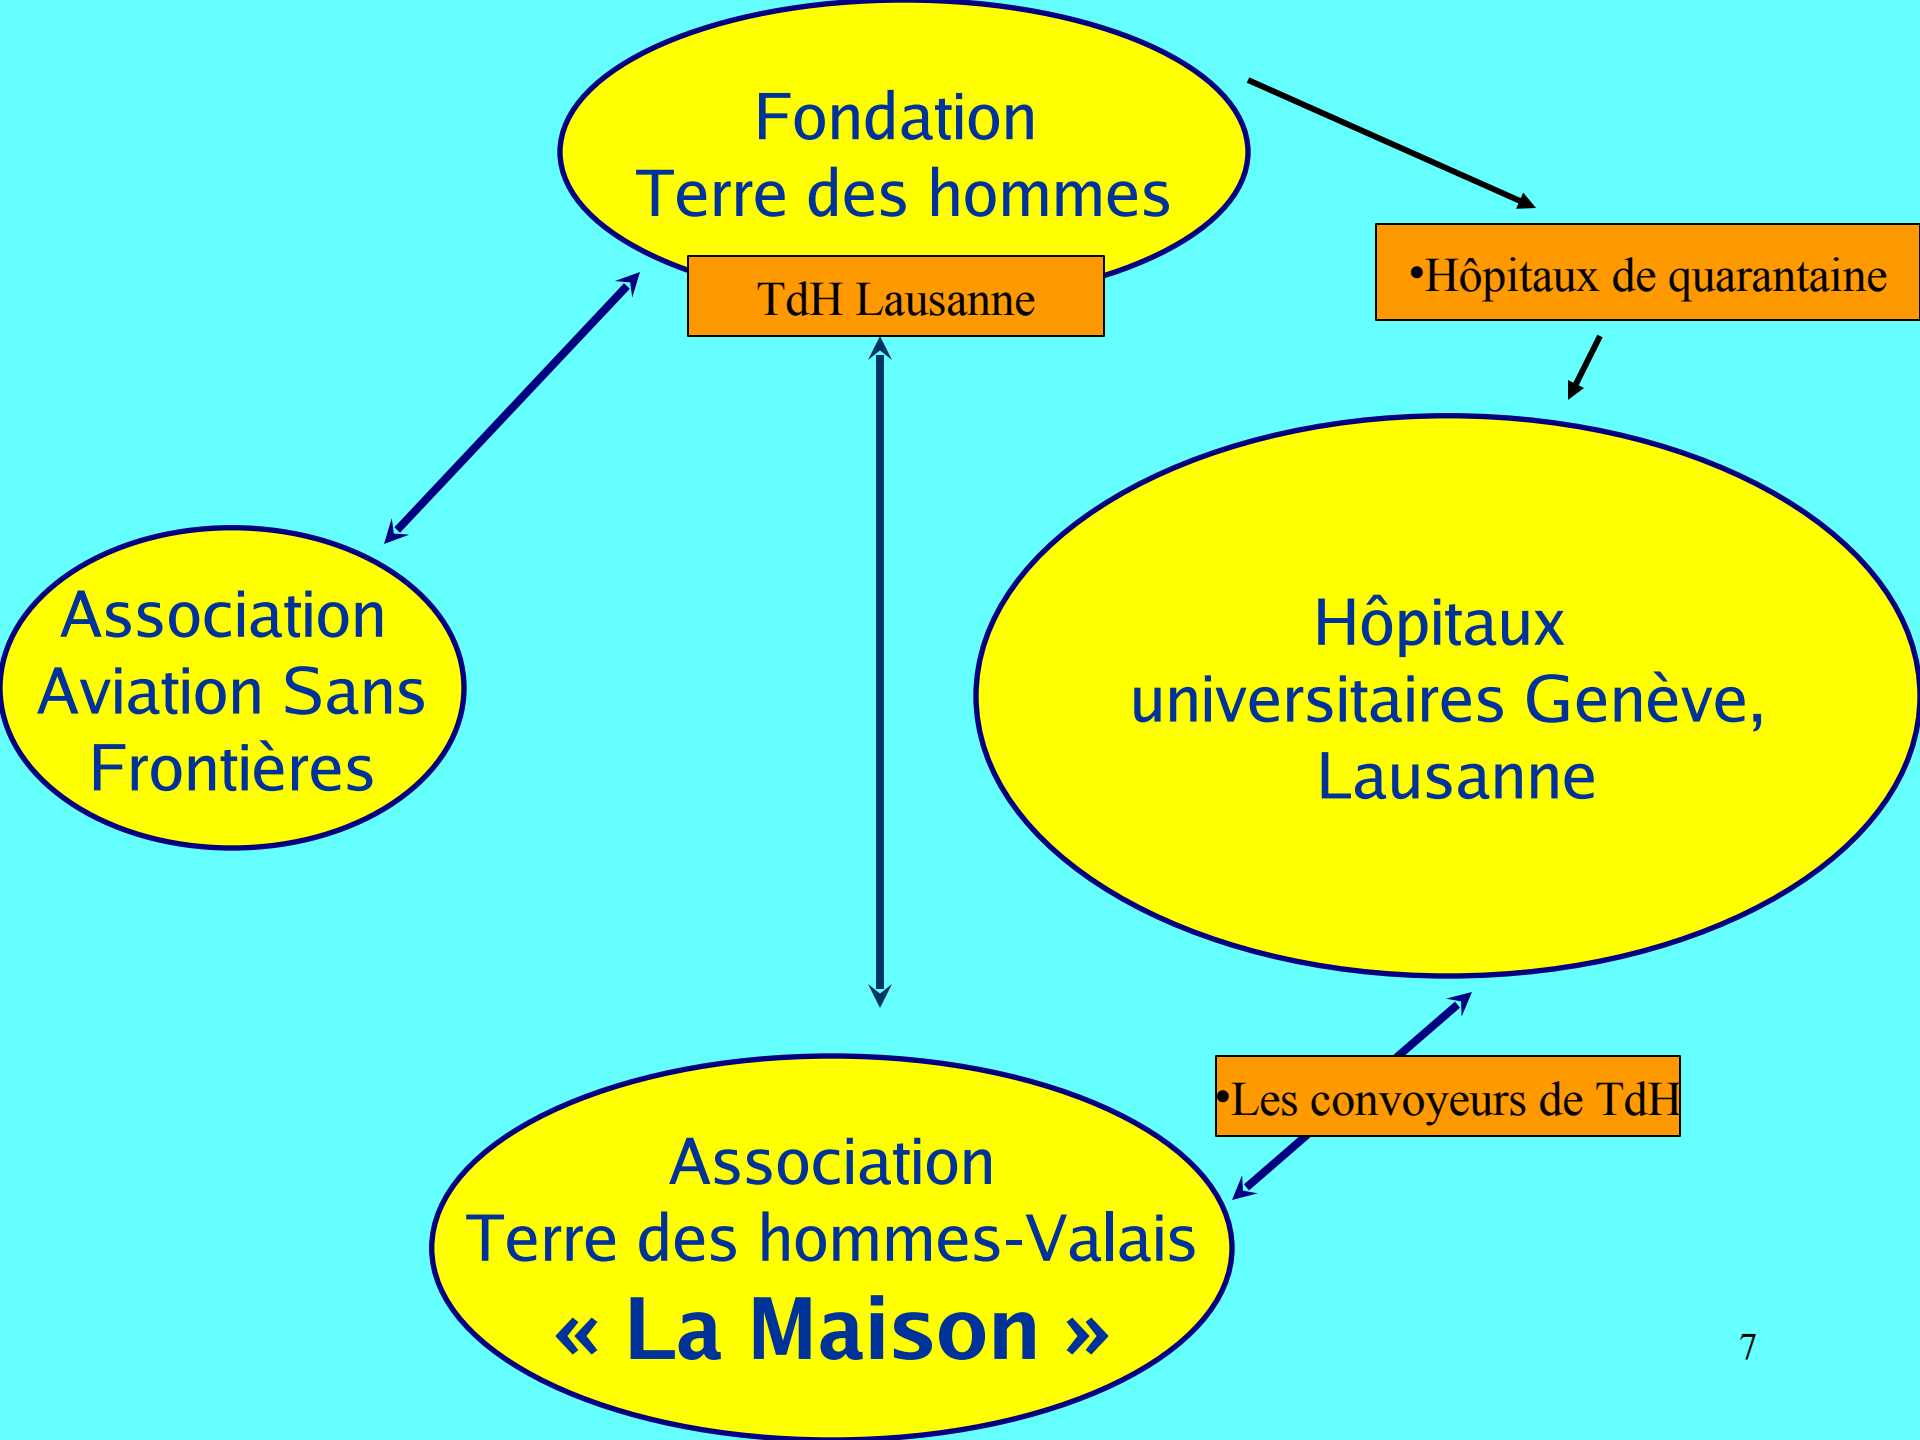 Fondation
Terre des hommes
TdH Lausanne
•Hôpitaux de quarantaine
Association
Aviation Sans
Frontières
Hôpitaux
universitaires Genève,
Lausanne
•Les convoyeurs de TdH
Association
Terre des hommes-Valais
« La Maison »
7